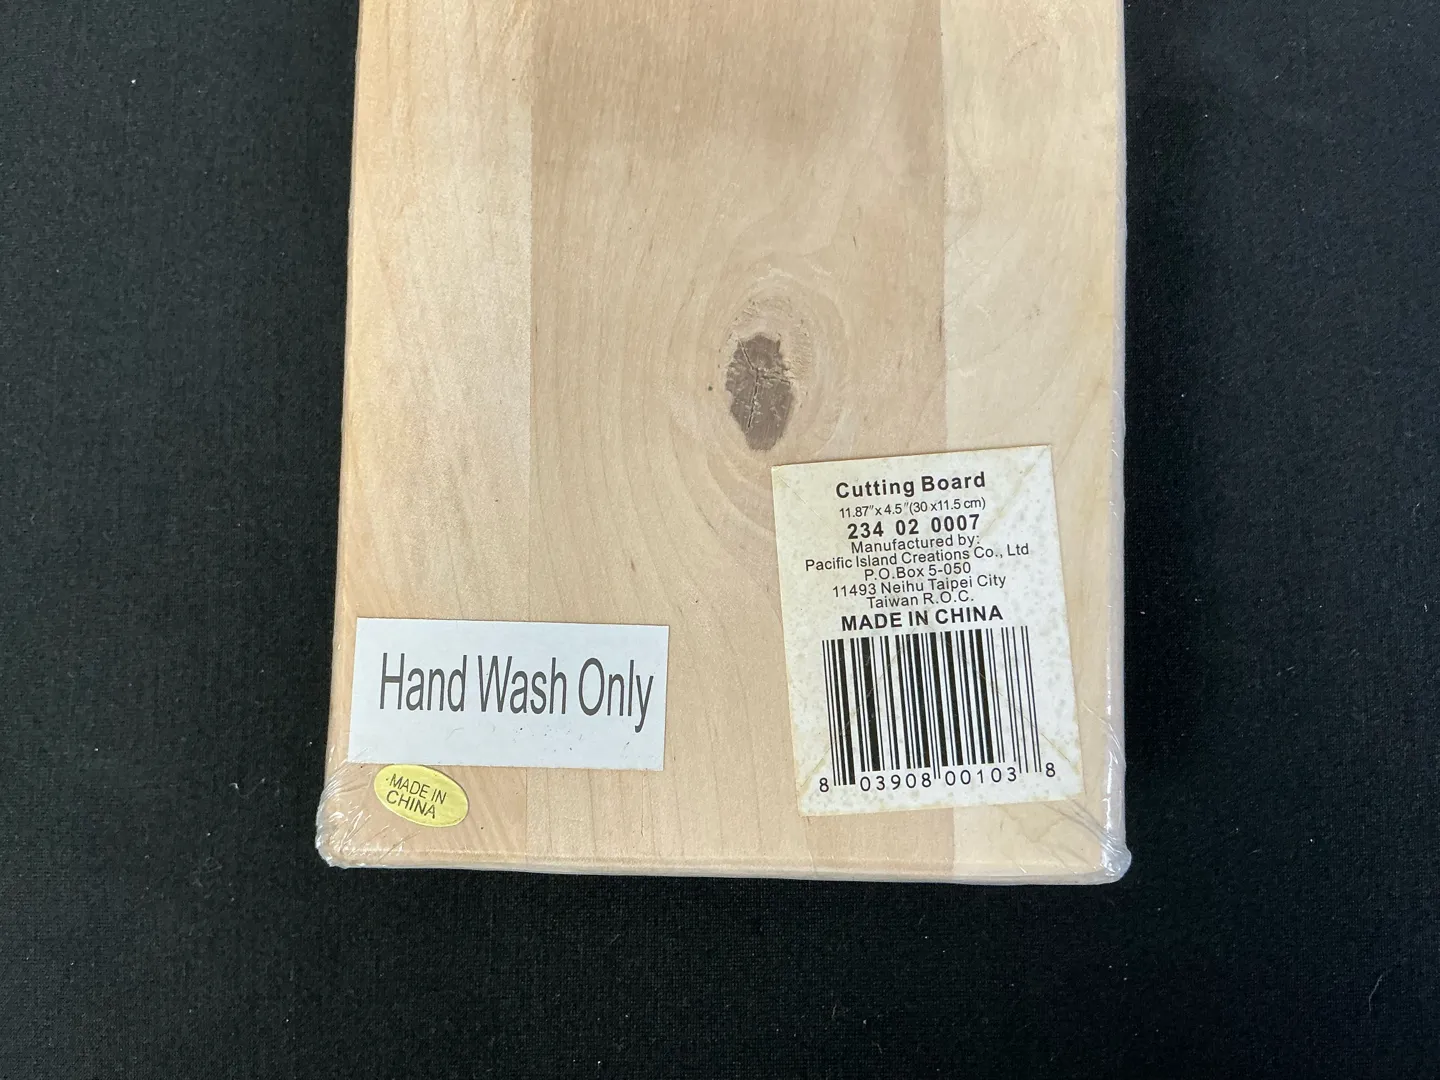 Cutting Board
11.87"x 4.5"(30 x11.5 cm)
234 02 0007
Manufactured by:
Pacific Island Creations Co., Ltd
P.O.Box 5-050
11493 Neihu Taipei City
Taiwan R.O.C.
MADE IN CHINA
8 03908 00103 8
Hand Wash Only
MADE IN
CHINA